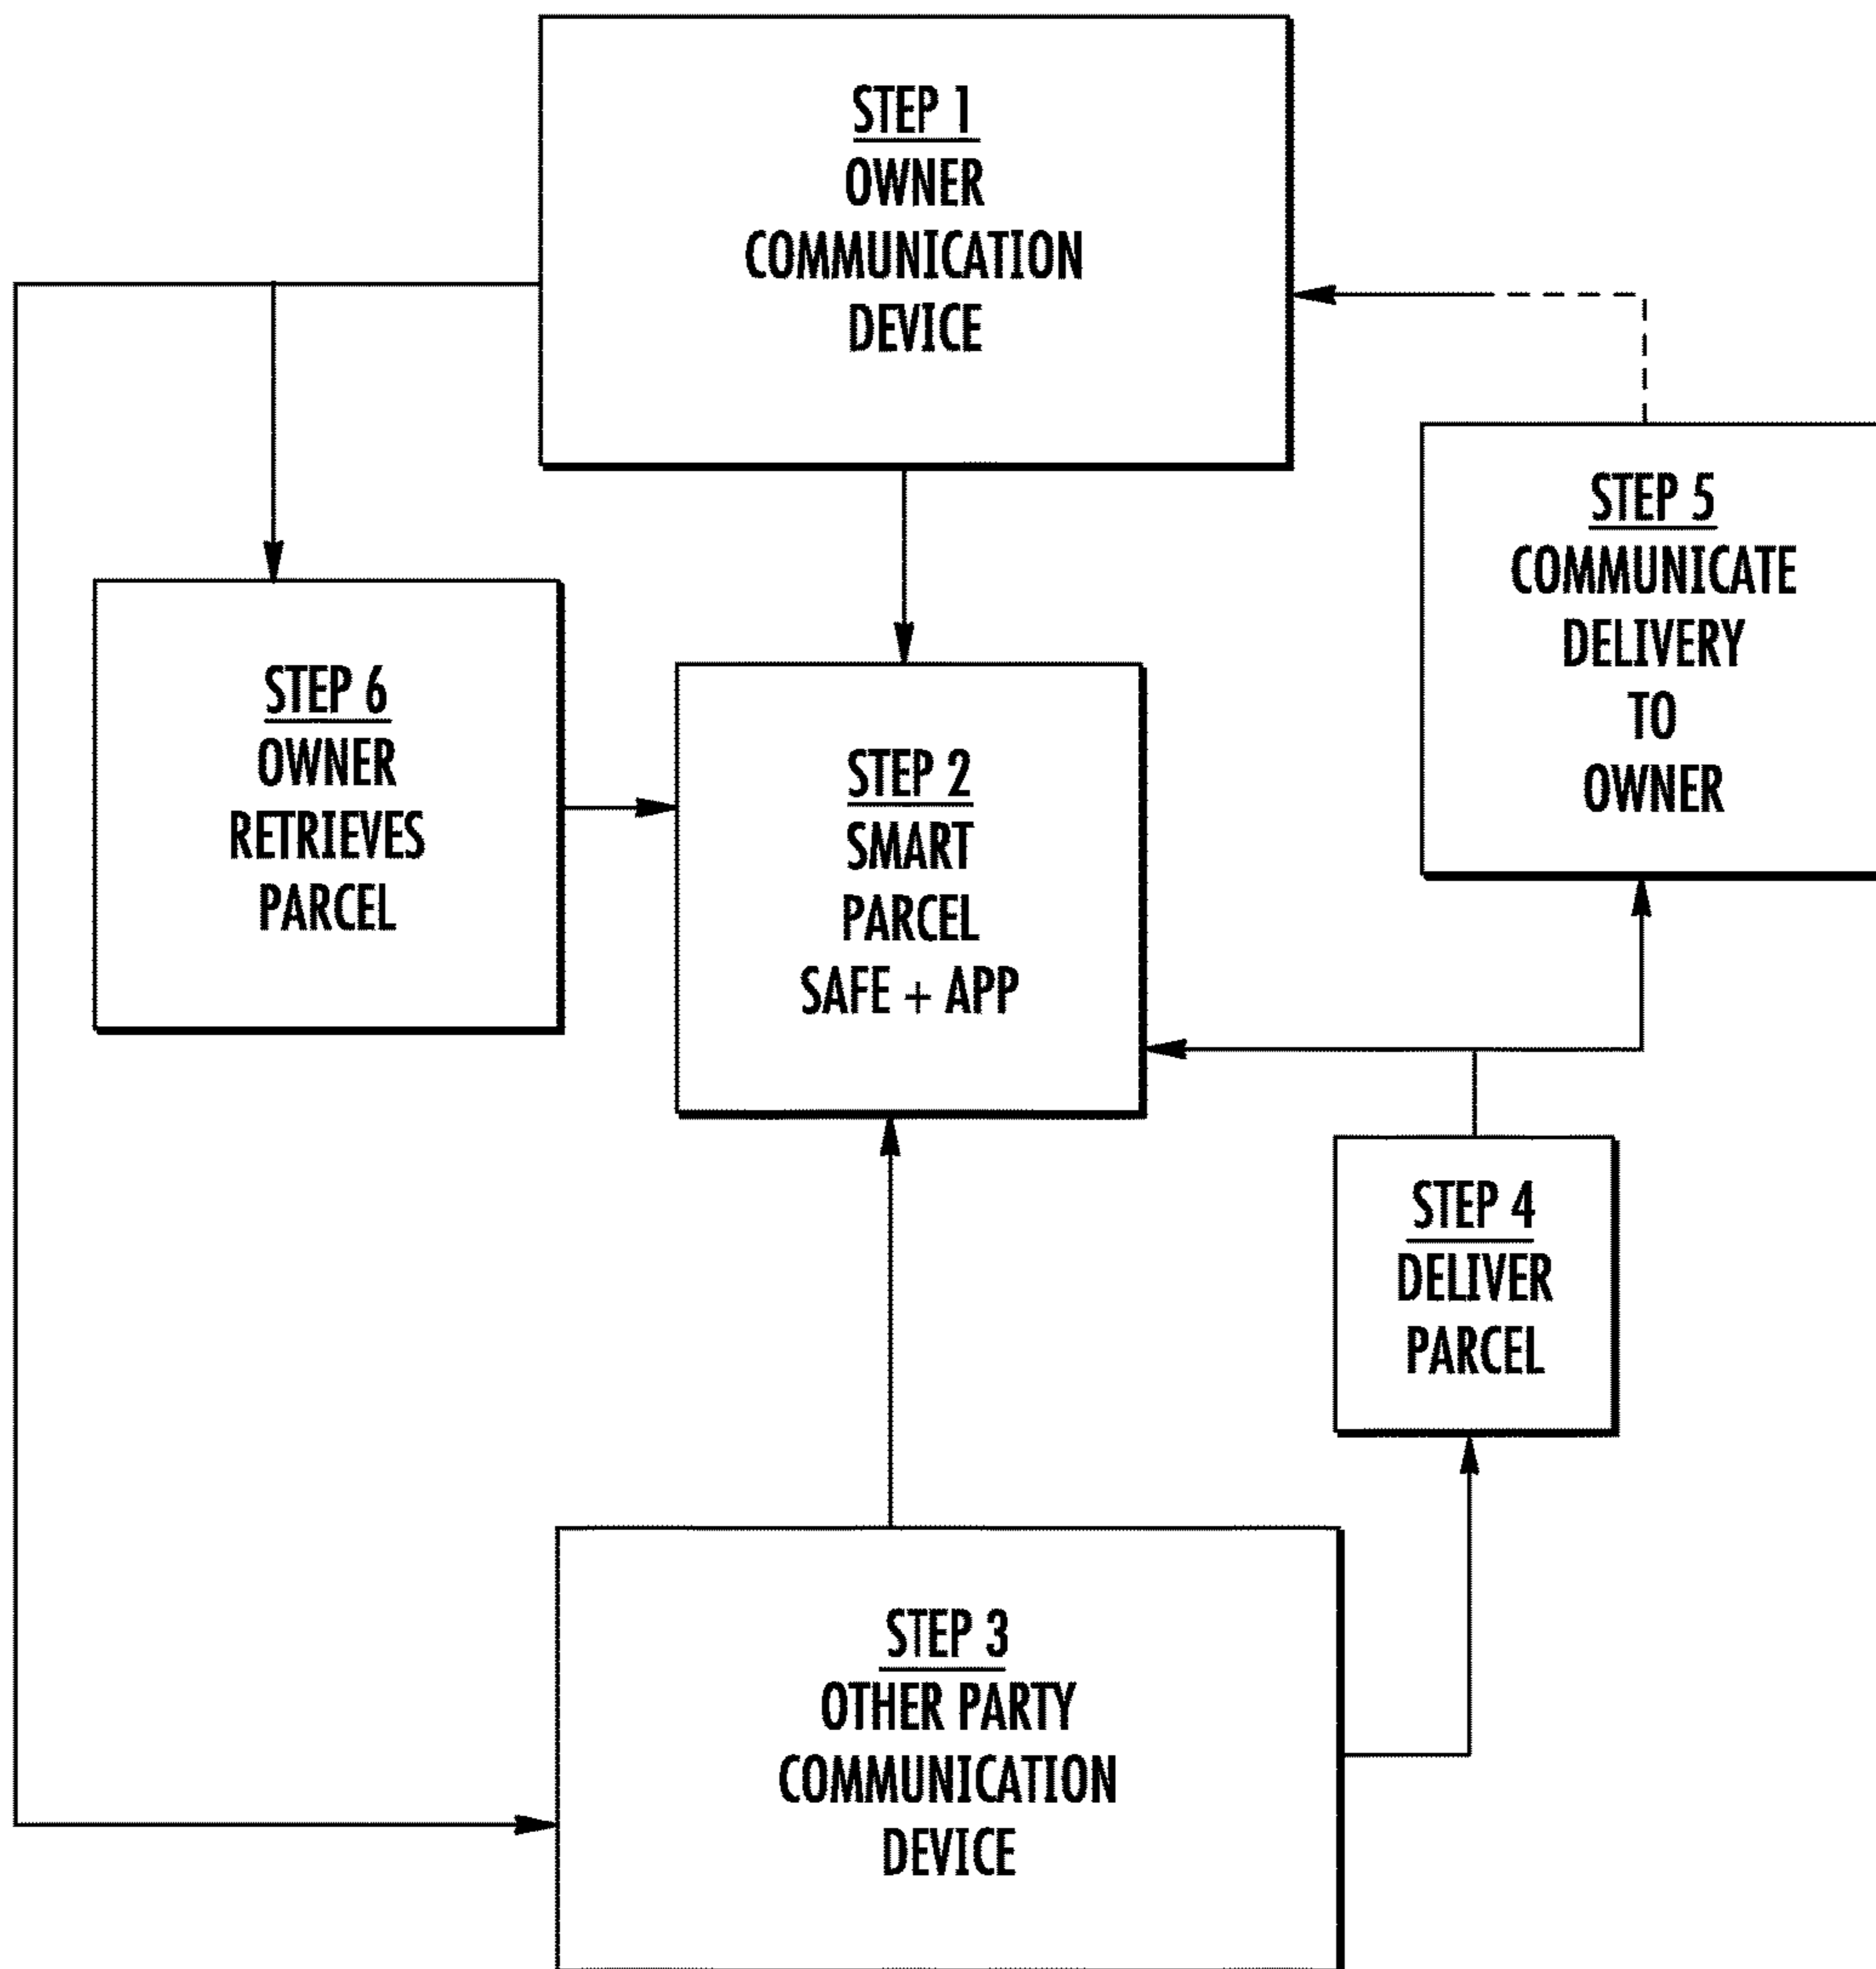 STEP 1
OWNER
COMMUNICATION
DEVICE
STEP 5
COMMUNICATE
DELIVERY
TO
OWNER
STEP 6
OWNER
RETRIEVES
PARCEL
STEP 2
SMART
PARCEL
SAFE + APP
STEP 4
DELIVER
PARCEL
STEP 3
OTHER PARTY
COMMUNICATION
DEVICE